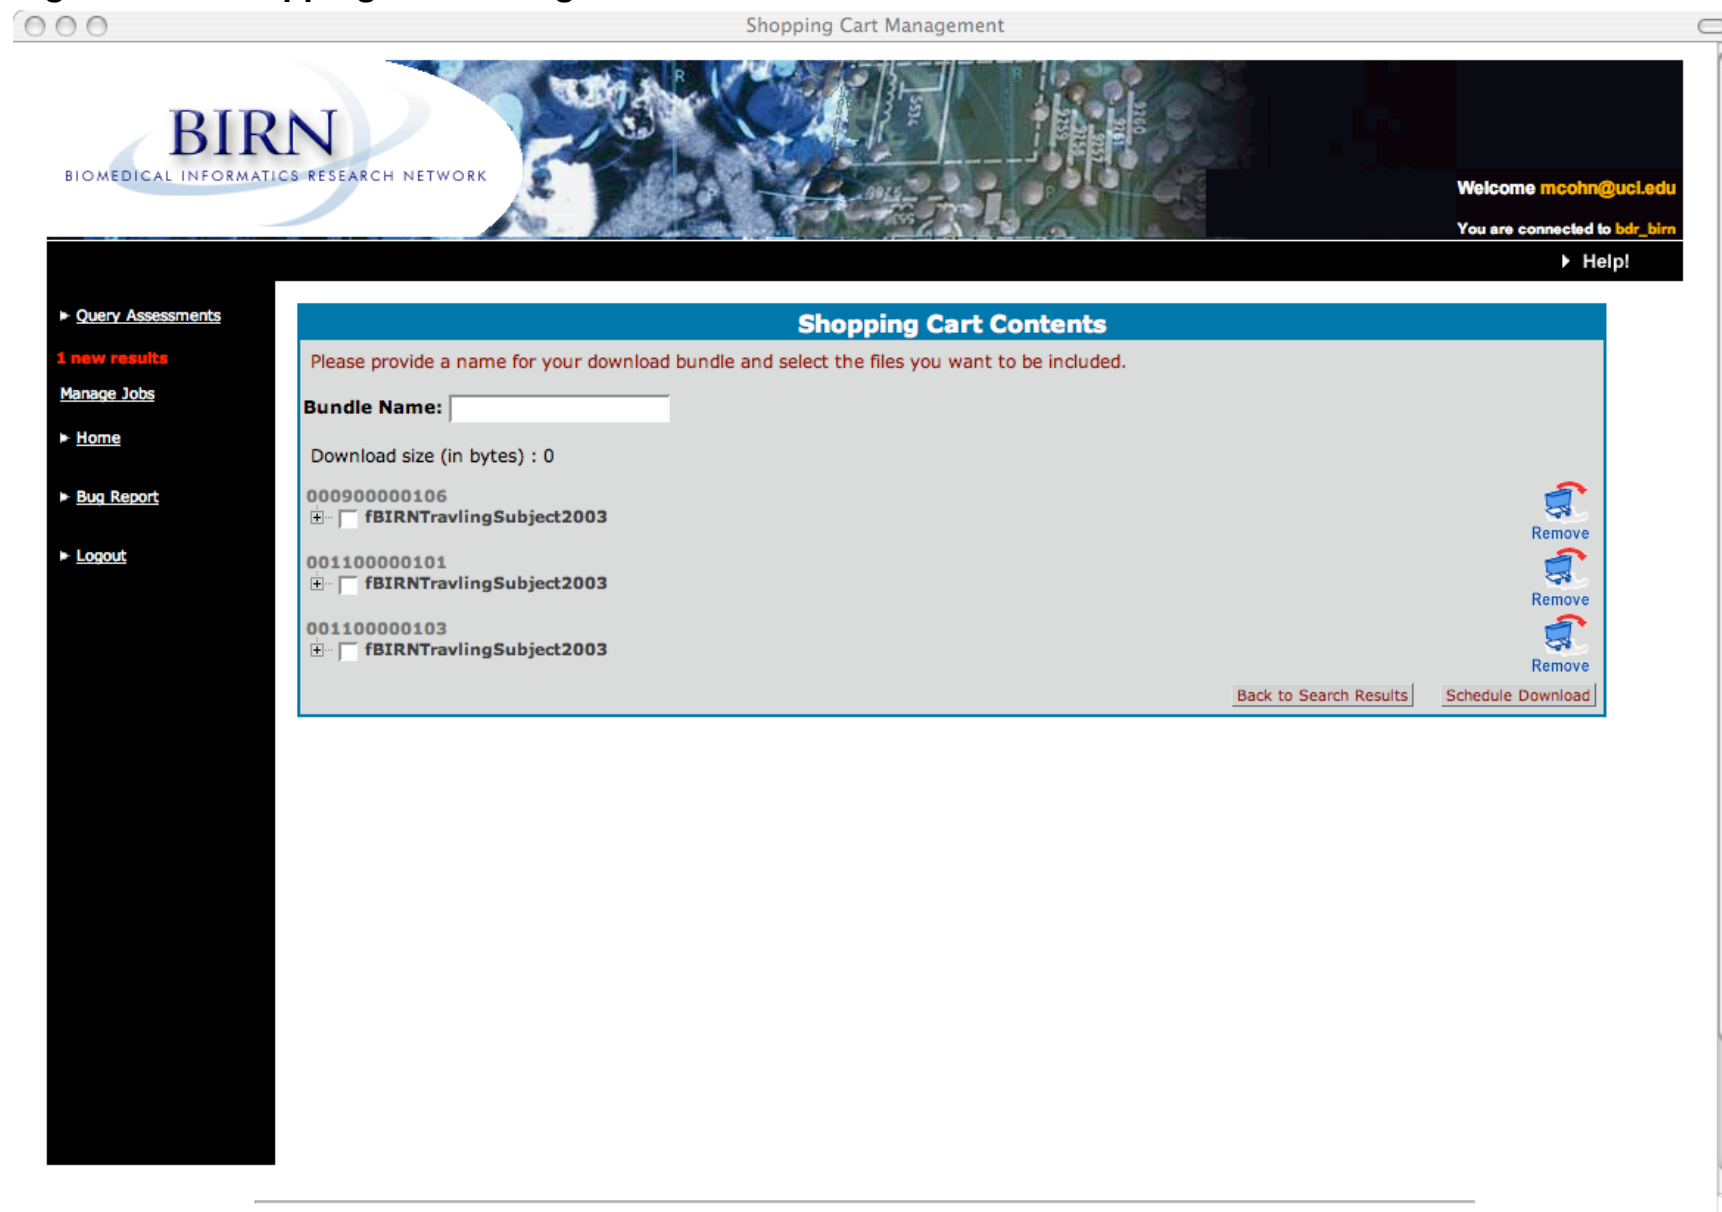 Shopping Cart Management
BIRN
BIOMEDICAL INFORMATICS RESEARCH NETWORK
Welcome mcohn@uci.edu
You are connected to bdr_birn
Help!
Query Assessments
1 new results
Manage Jobs
Home
Bug Report
Logout
Shopping Cart Contents
Please provide a name for your download bundle and select the files you want to be included.
Bundle Name:
Download size (in bytes) : 0
000900000106
fBIRNTravlingSubject2003
Remove
001100000101
fBIRNTravlingSubject2003
Remove
001100000103
fBIRNTravlingSubject2003
Remove
Back to Search Results
Schedule Download